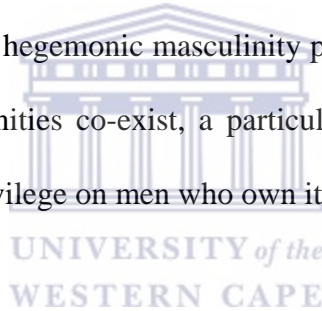 hegemonic masculinity p
nities co-exist, a particul
vilege on men who own it
UNIVERSITY of the
WESTERN CAPE